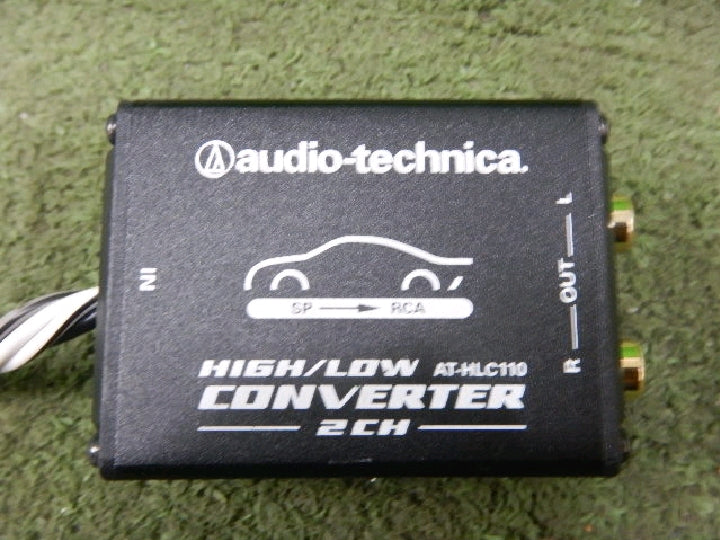 audio-technica.
IN
SP → RCA
L
OUT
R
HIGH/LOW AT-HLC110
CONVERTER
2CH